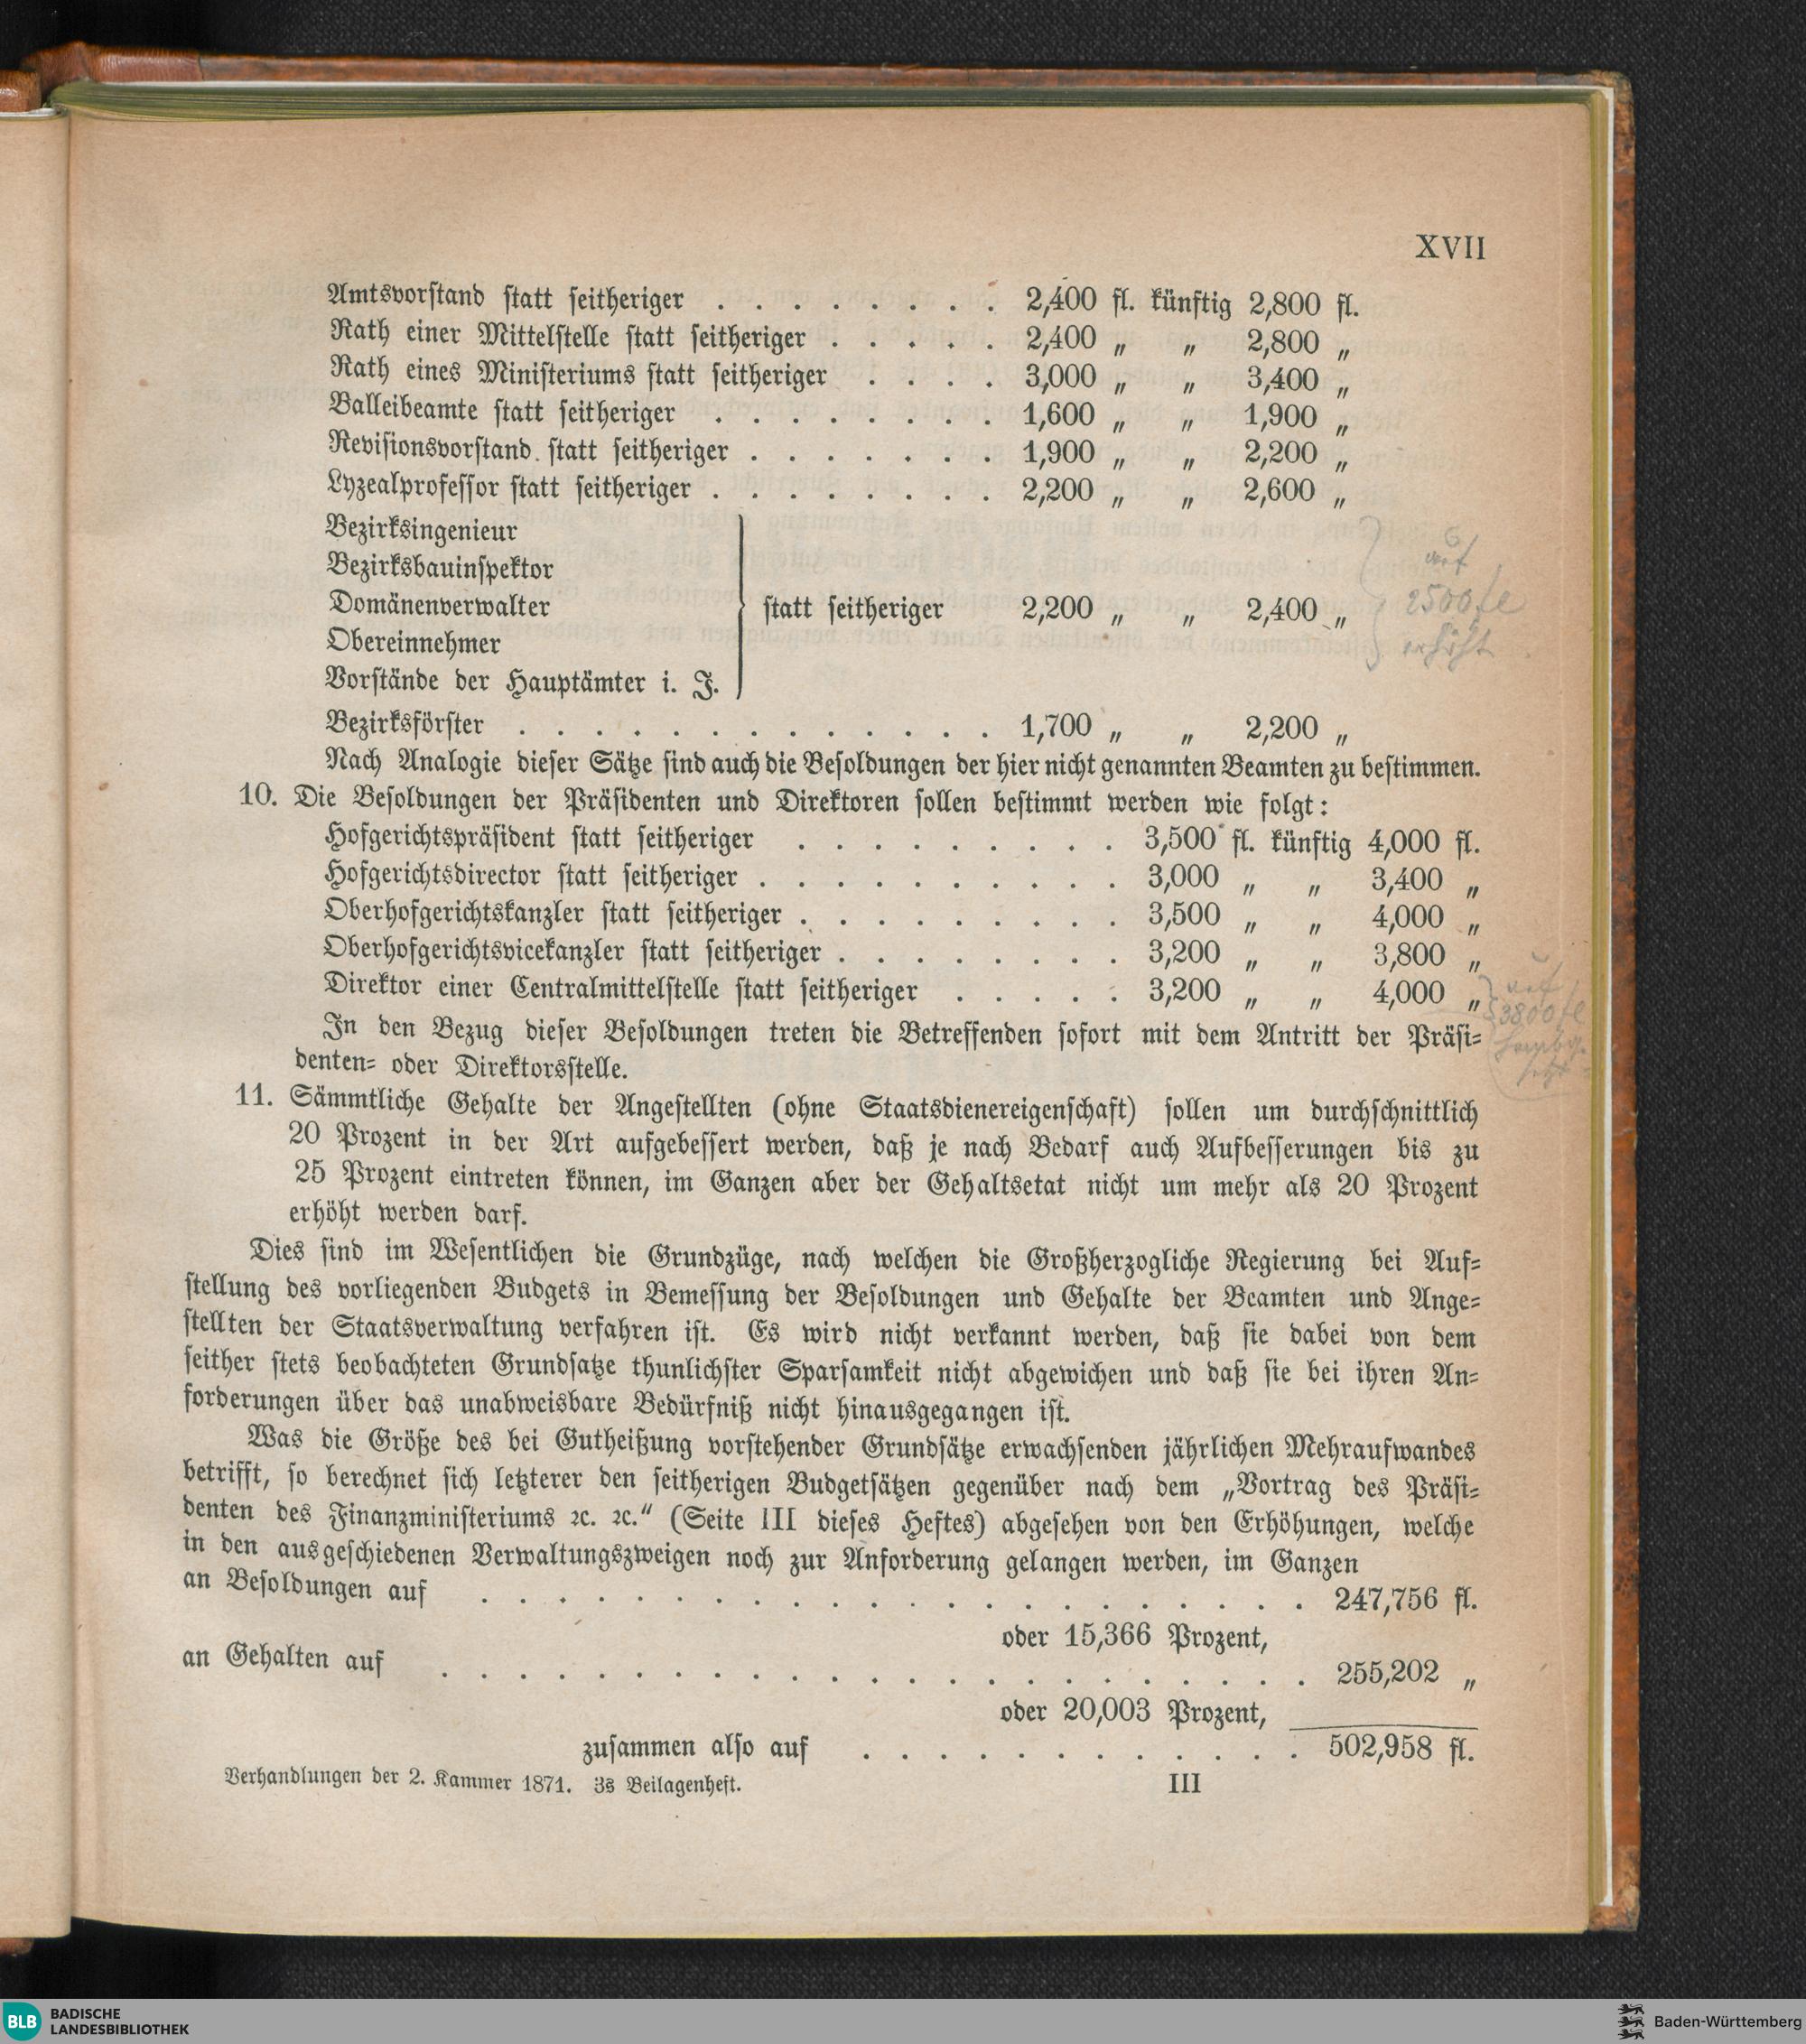 XVII
Amtsvorstand statt seitheriger . . . . . . . . 2,400 fl. künftig 2,800 fl.
Rath einer Mittelstelle statt seitheriger . . . . . 2,400 „ „ 2,800 „
Rath eines Ministeriums statt seitheriger . . . . 3,000 „ „ 3,400 „
Balleibeamte statt seitheriger . . . . . . . . 1,600 „ „ 1,900 „
Revisionsvorstand statt seitheriger . . . . . . . 1,900 „ „ 2,200 „
Lyzealprofessor statt seitheriger . . . . . . . . 2,200 „ „ 2,600 „
Bezirksingenieur
Bezirksbauinspektor
Domänenverwalter statt seitheriger 2,200 „ „ 2,400 „
Obereinnehmer
Vorstände der Hauptämter i. J.
auf
2500 fl
erhöht
Bezirksförster . . . . . . . . . . . . . 1,700 „ „ 2,200 „
Nach Analogie dieser Sätze sind auch die Besoldungen der hier nicht genannten Beamten zu bestimmen.
10. Die Besoldungen der Präsidenten und Direktoren sollen bestimmt werden wie folgt:
Hofgerichtspräsident statt seitheriger . . . . . . . . . 3,500 fl. künftig 4,000 fl.
Hofgerichtsdirector statt seitheriger . . . . . . . . . . 3,000 „ „ 3,400 „
Oberhofgerichtskanzler statt seitheriger . . . . . . . . . 3,500 „ „ 4,000 „
Oberhofgerichtsvicekanzler statt seitheriger . . . . . . . . 3,200 „ „ 3,800 „
Direktor einer Centralmittelstelle statt seitheriger . . . . . 3,200 „ „ 4,000 „
auf
3800 fl
In den Bezug dieser Besoldungen treten die Betreffenden sofort mit dem Antritt der Präsi=
denten= oder Direktorsstelle.
11. Sämmtliche Gehalte der Angestellten (ohne Staatsdienereigenschaft) sollen um durchschnittlich
20 Prozent in der Art aufgebessert werden, daß je nach Bedarf auch Aufbesserungen bis zu
25 Prozent eintreten können, im Ganzen aber der Gehaltsetat nicht um mehr als 20 Prozent
erhöht werden darf.
Dies sind im Wesentlichen die Grundzüge, nach welchen die Großherzogliche Regierung bei Auf=
stellung des vorliegenden Budgets in Bemessung der Besoldungen und Gehalte der Beamten und Ange=
stellten der Staatsverwaltung verfahren ist. Es wird nicht verkannt werden, daß sie dabei von dem
seither stets beobachteten Grundsatze thunlichster Sparsamkeit nicht abgewichen und daß sie bei ihren An=
forderungen über das unabweisbare Bedürfniß nicht hinausgegangen ist.
Was die Größe des bei Gutheißung vorstehender Grundsätze erwachsenden jährlichen Mehraufwandes
betrifft, so berechnet sich letzterer den seitherigen Budgetsätzen gegenüber nach dem „Vortrag des Präsi=
denten des Finanzministeriums ꝛc. ꝛc.“ (Seite III dieses Heftes) abgesehen von den Erhöhungen, welche
in den ausgeschiedenen Verwaltungszweigen noch zur Anforderung gelangen werden, im Ganzen
an Besoldungen auf . . . . . . . . . . . . . . . . . . . . . . 247,756 fl.
oder 15,366 Prozent,
an Gehalten auf . . . . . . . . . . . . . . . . . . . . . . . 255,202 „
oder 20,003 Prozent,
zusammen also auf . . . . . . . . . . . . 502,958 fl.
Verhandlungen der 2. Kammer 1871. 3s Beilagenheft. III
BLB BADISCHE
LANDESBIBLIOTHEK
Baden-Württemberg